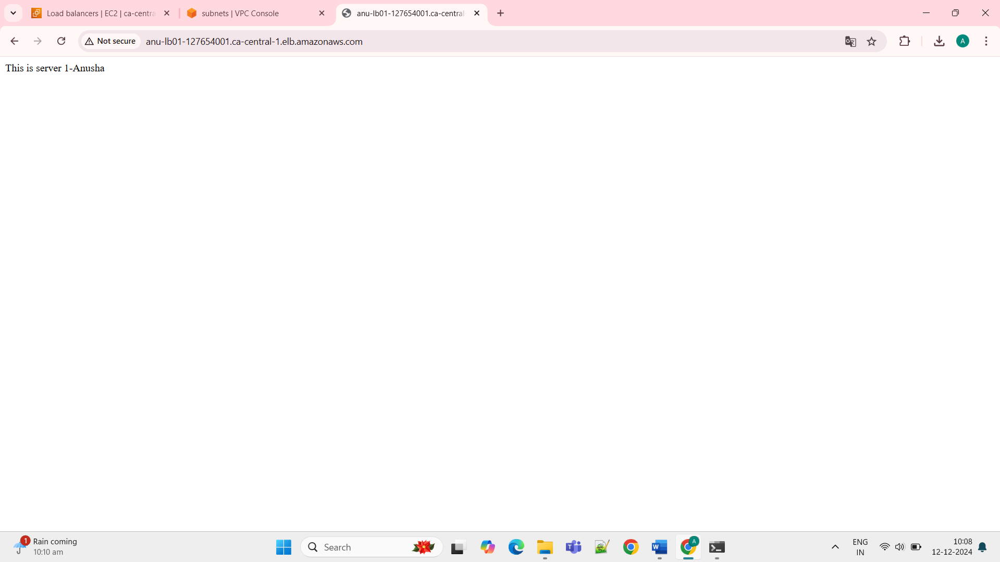 Load balancers | EC2 | ca-centra
subnets | VPC Console
anu-lb01-127654001.ca-central
Not secure
anu-lb01-127654001.ca-central-1.elb.amazonaws.com
A
This is server 1-Anusha
1
Rain coming
10:10 am
Search
A
ENG
IN
10:08
12-12-2024